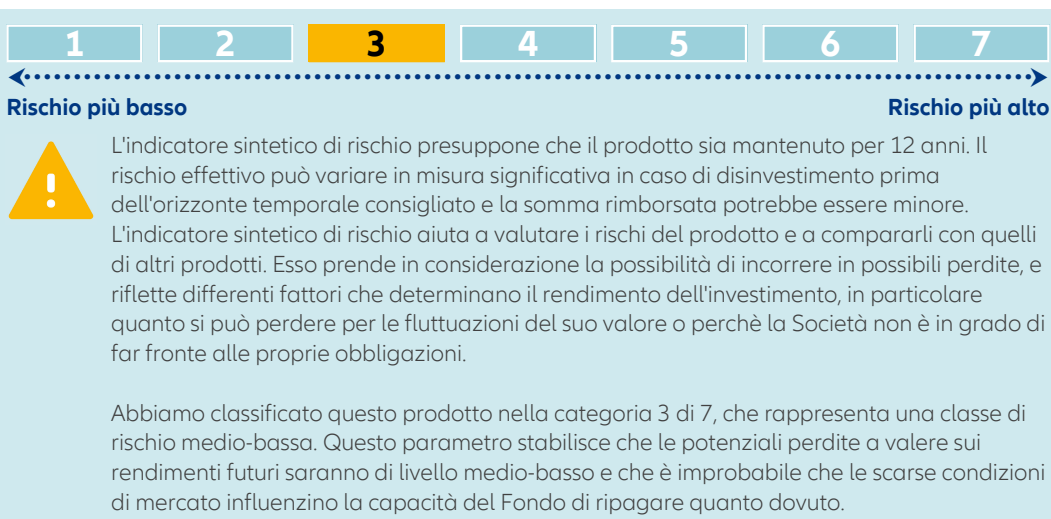 1 2 3 4 5 6 7
Rischio più basso Rischio più alto
L'indicatore sintetico di rischio presuppone che il prodotto sia mantenuto per 12 anni. Il
rischio effettivo può variare in misura significativa in caso di disinvestimento prima
dell'orizzonte temporale consigliato e la somma rimborsata potrebbe essere minore.
L'indicatore sintetico di rischio aiuta a valutare i rischi del prodotto e a compararli con quelli
di altri prodotti. Esso prende in considerazione la possibilità di incorrere in possibili perdite, e
riflette differenti fattori che determinano il rendimento dell'investimento, in particolare
quanto si può perdere per le fluttuazioni del suo valore o perchè la Società non è in grado di
far fronte alle proprie obbligazioni.
Abbiamo classificato questo prodotto nella categoria 3 di 7, che rappresenta una classe di
rischio medio-bassa. Questo parametro stabilisce che le potenziali perdite a valere sui
rendimenti futuri saranno di livello medio-basso e che è improbabile che le scarse condizioni
di mercato influenzino la capacità del Fondo di ripagare quanto dovuto.